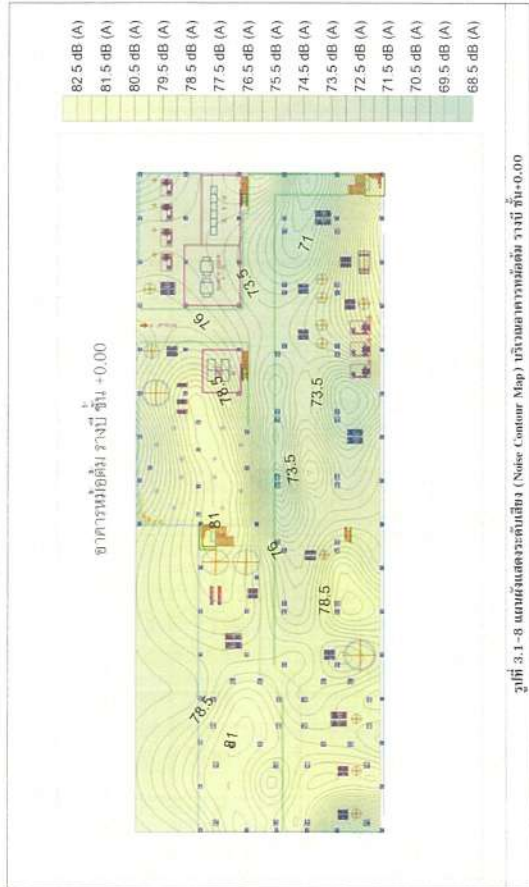 อาคารหม้อต้ม รางบี ชั้น +0.00
82.5 dB (A)
81.5 dB (A)
80.5 dB (A)
79.5 dB (A)
78.5 dB (A)
77.5 dB (A)
76.5 dB (A)
75.5 dB (A)
74.5 dB (A)
73.5 dB (A)
72.5 dB (A)
71.5 dB (A)
70.5 dB (A)
69.5 dB (A)
68.5 dB (A)
78.5
81
81
76
78.5
73.5
78.5
76
73.5
73.5
71
รูปที่ 3.1-8 แผนผังแสดงระดับเสียง (Noise Contour Map) บริเวณอาคารหม้อต้ม รางบี ชั้น+0.00